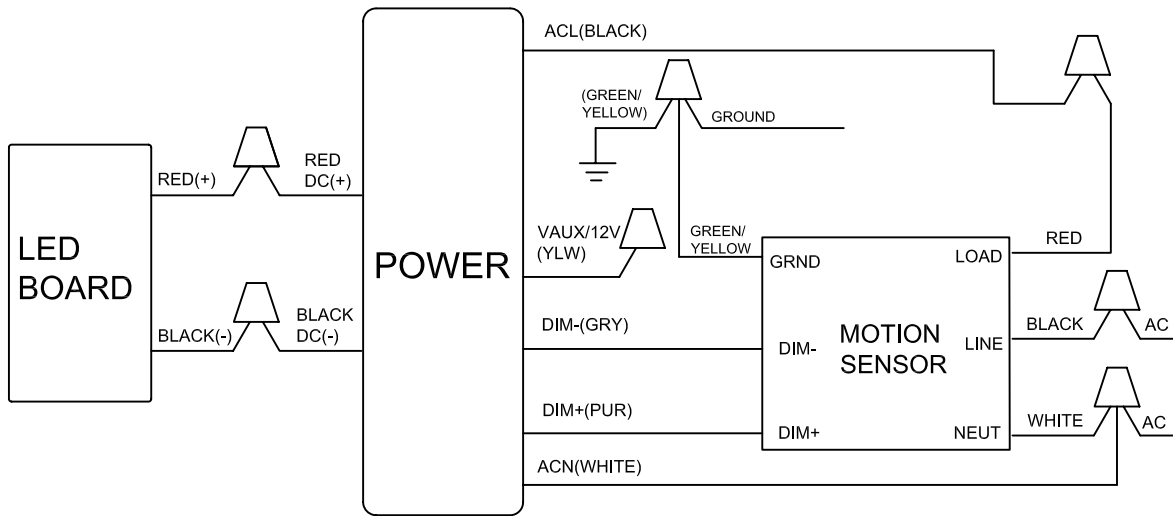 ACL(BLACK)
(GREEN/
YELLOW)
GROUND
RED(+)
RED
DC(+)
LED
BOARD
BLACK(-)
BLACK
DC(-)
POWER
VAUX/12V
(YLW)
GREEN/
YELLOW
DIM-(GRY)
DIM+(PUR)
ACN(WHITE)
GRND
LOAD
RED
MOTION
SENSOR
DIM-
LINE
BLACK
AC
DIM+
NEUT
WHITE
AC